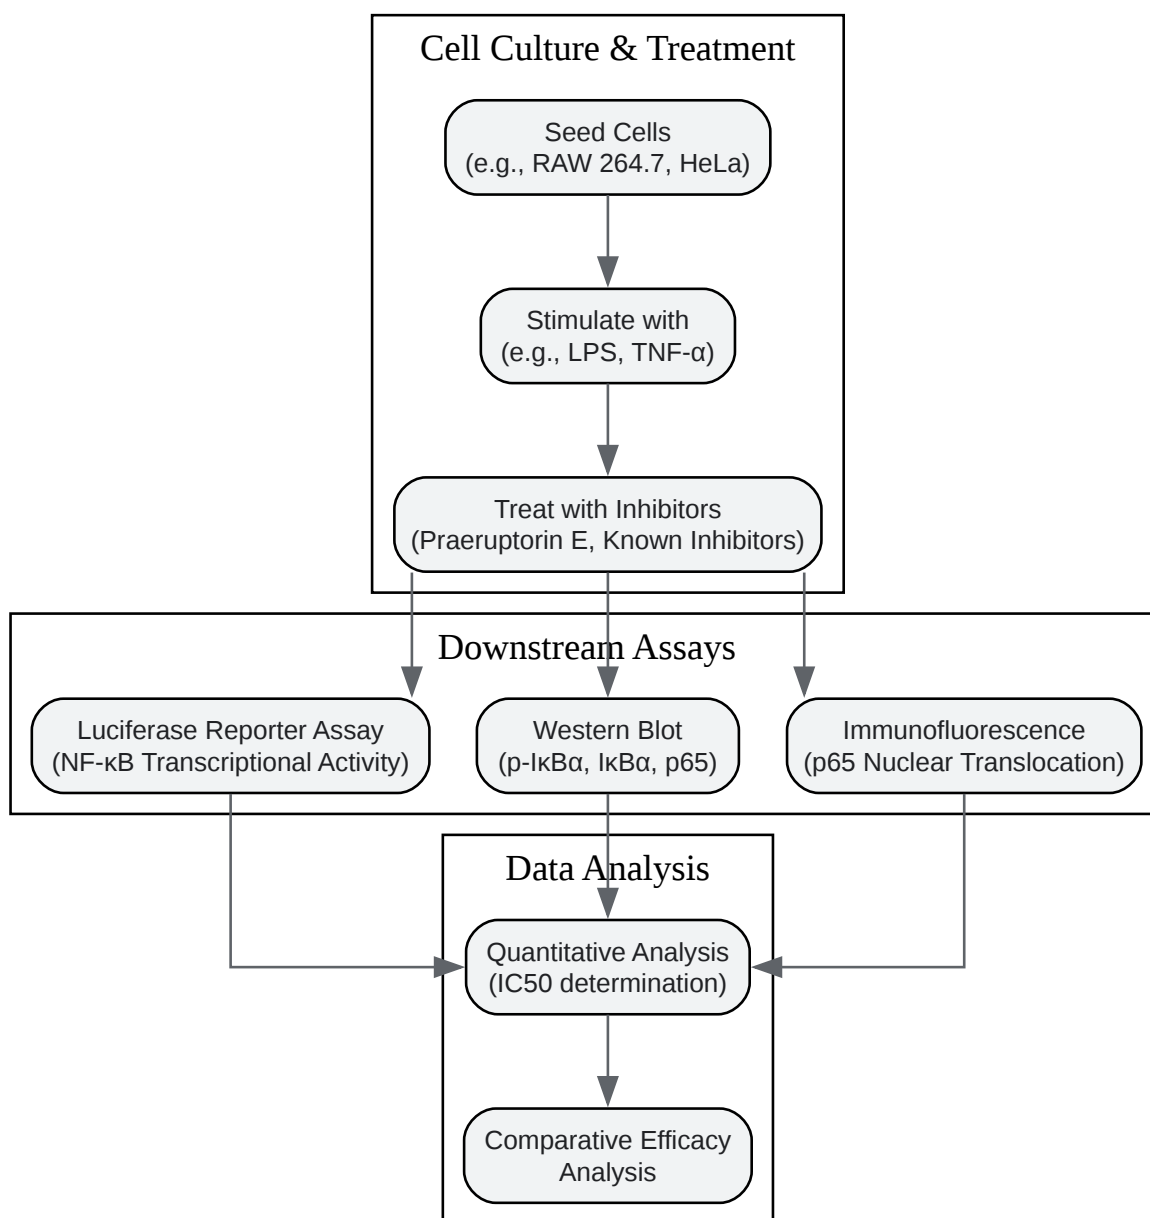 Cell Culture & Treatment
Seed Cells
(e.g., RAW 264.7, HeLa)
Stimulate with
(e.g., LPS, TNF-α)
Treat with Inhibitors
(Praeruptorin E, Known Inhibitors)
Downstream Assays
Luciferase Reporter Assay
(NF-κB Transcriptional Activity)
Western Blot
(p-IκBα, IκBα, p65)
Immunofluorescence
(p65 Nuclear Translocation)
Data Analysis
Quantitative Analysis
(IC50 determination)
Comparative Efficacy
Analysis